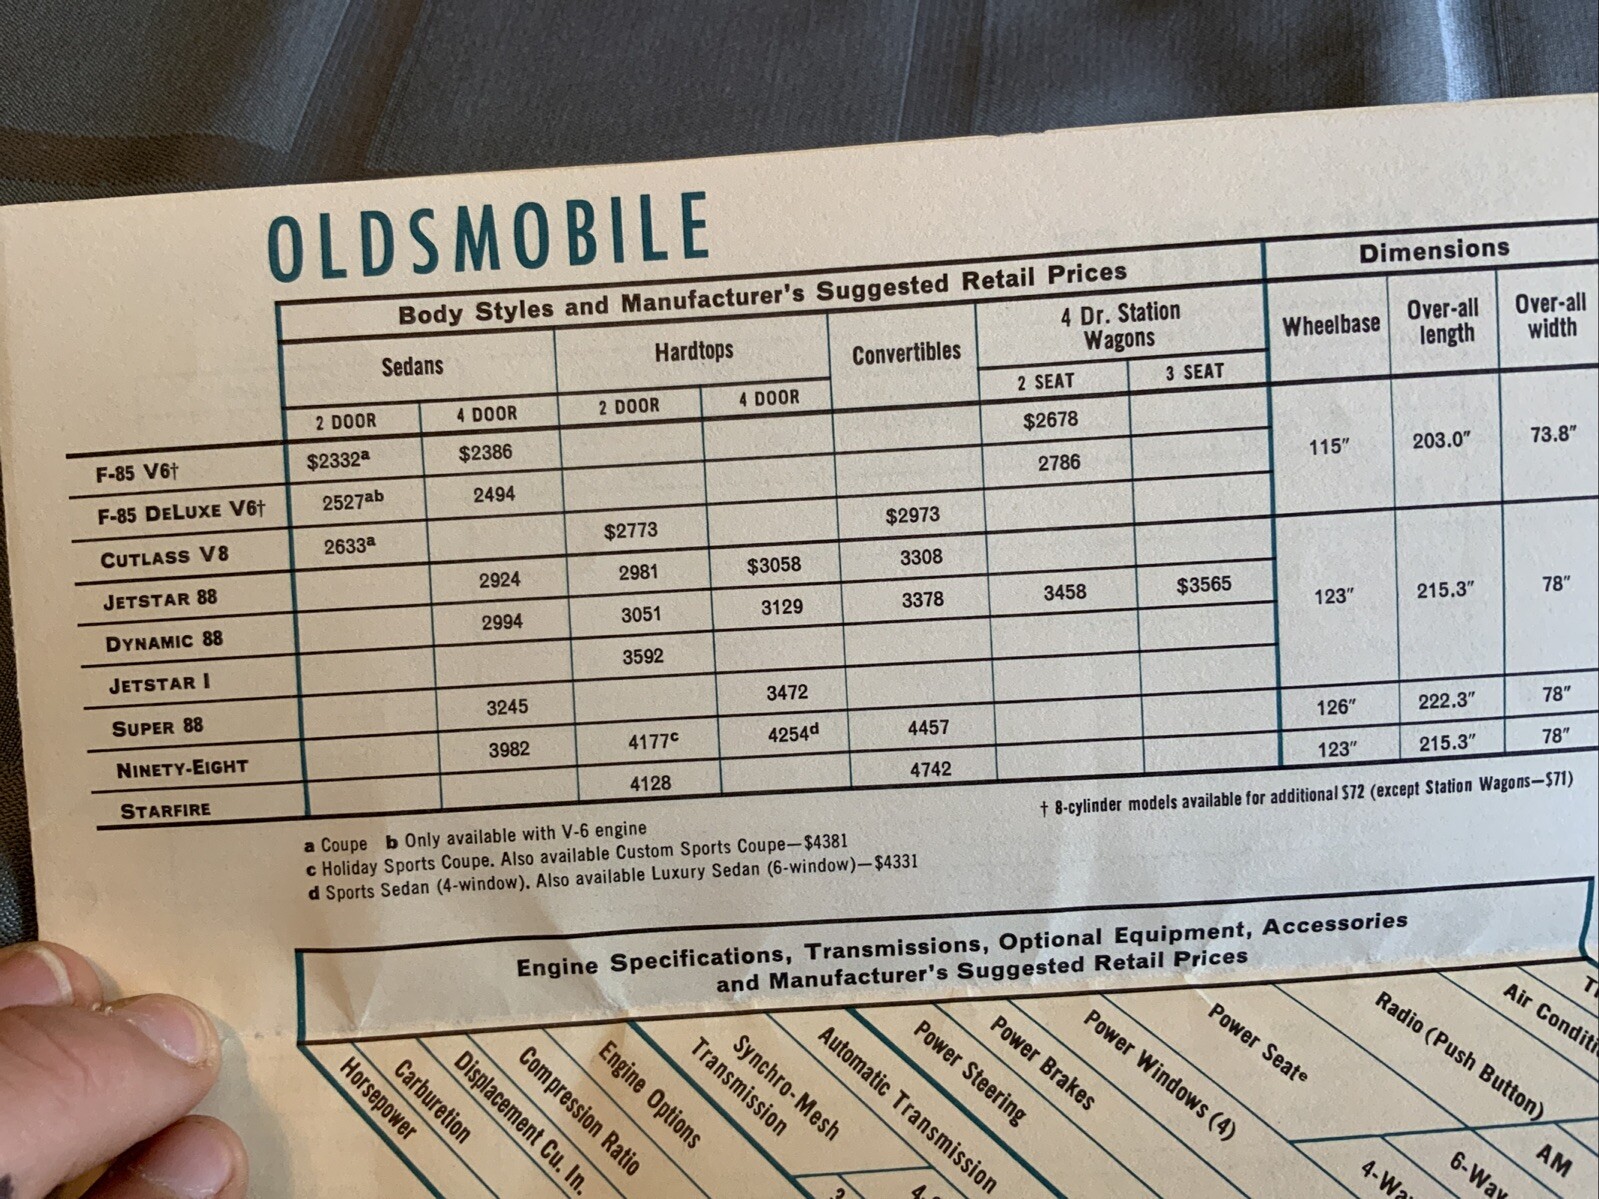 OLDSMOBILE
Body Styles and Manufacturer's Suggested Retail Prices
Dimensions
Sedans
Hardtops
Convertibles
4 Dr. Station
Wagons
Wheelbase
Over-all
length
Over-all
width
2 DOOR 4 DOOR 2 DOOR 4 DOOR 2 SEAT 3 SEAT
F-85 V6† $2332a $2386 $2678
F-85 DELUXE V6† 2527ab 2494 2786
115" 203.0" 73.8"
CUTLASS V8 2633a $2773 $2973
JETSTAR 88 2924 2981 $3058 3308
DYNAMIC 88 2994 3051 3129 3378 3458 $3565
123" 215.3" 78"
JETSTAR I 3592
SUPER 88 3245 3472
NINETY-EIGHT 3982 4177c 4254d 4457 126" 222.3" 78"
STARFIRE 4128 4742 123" 215.3" 78"
† 8-cylinder models available for additional $72 (except Station Wagons—$71)
a Coupe b Only available with V-6 engine
c Holiday Sports Coupe. Also available Custom Sports Coupe—$4381
d Sports Sedan (4-window). Also available Luxury Sedan (6-window)—$4331
Engine Specifications, Transmissions, Optional Equipment, Accessories
and Manufacturer's Suggested Retail Prices
Horsepower
Carburetion
Displacement Cu. In.
Compression Ratio
Engine Options
Synchro-Mesh
Transmission
Automatic Transmission
Power Steering
Power Brakes
Power Windows (4)
Power Seate
Radio (Push Button)
4-Wa
6-Way
AM